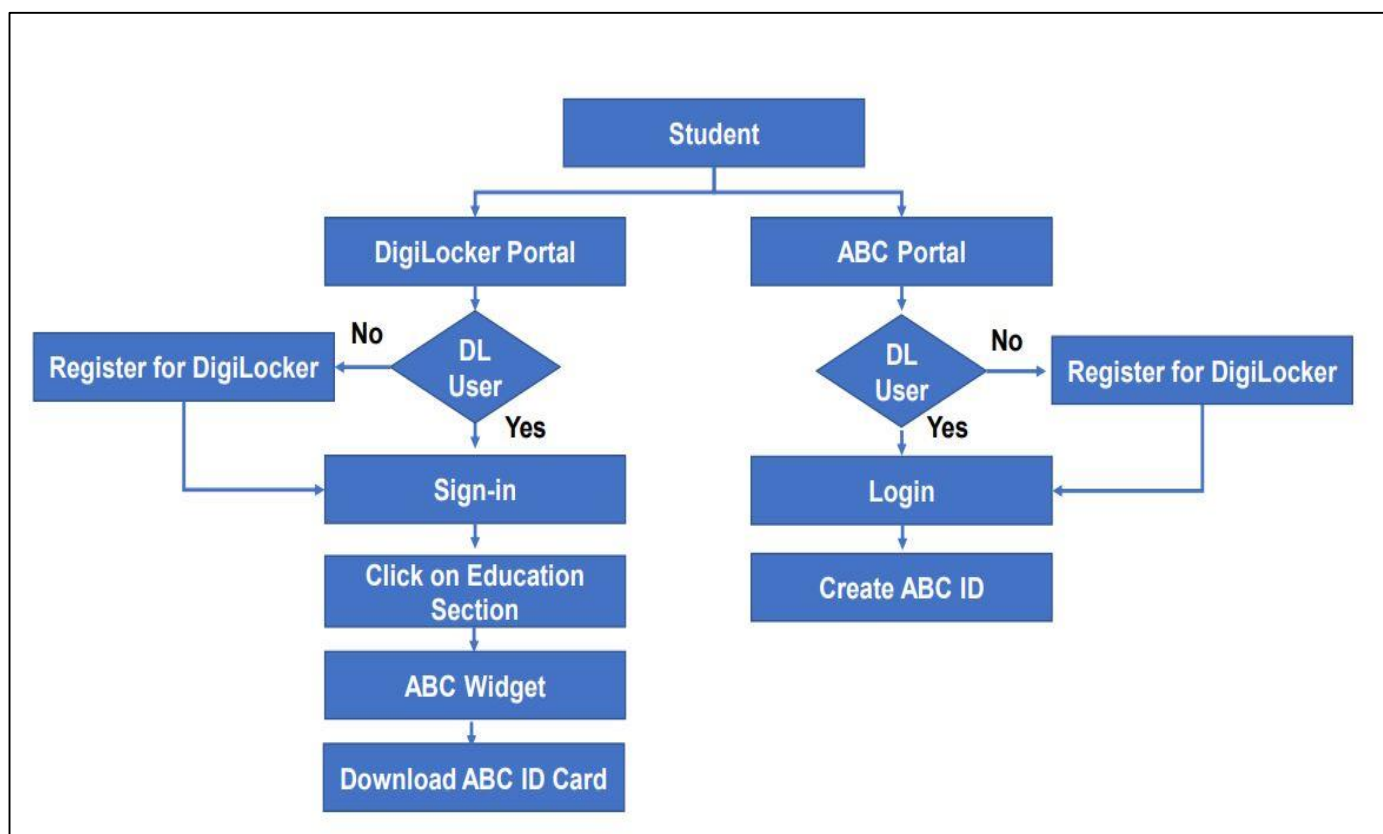 Student
DigiLocker Portal
ABC Portal
No
DL
User
Yes
Register for DigiLocker
DL
User
No
Yes
Register for DigiLocker
Sign-in
Login
Click on Education
Section
Create ABC ID
ABC Widget
Download ABC ID Card